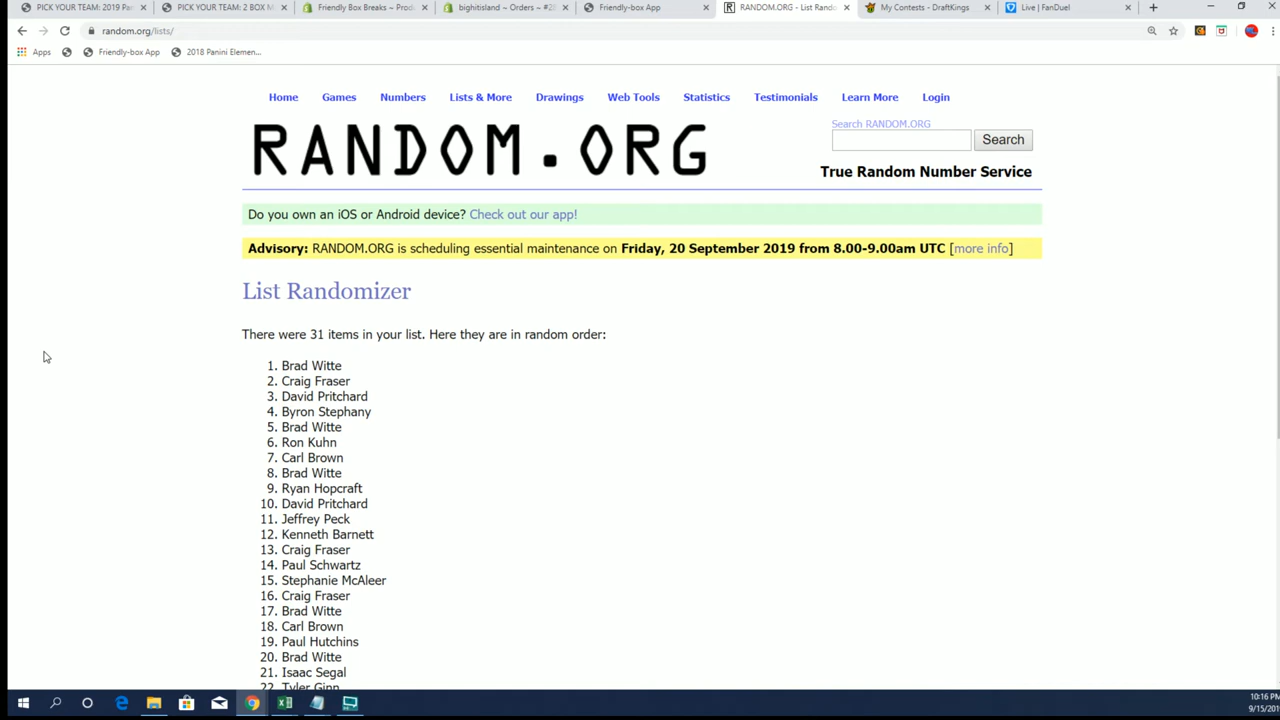 PICK YOUR TEAM: 2019 Pan
PICK YOUR TEAM: 2 BOX M
Friendly Box Breaks ~ Prod
bighitisland ~ Orders ~ #28
Friendly-box App
RANDOM.ORG - List Rando
My Contests - DraftKings
Live | FanDuel
random.org/lists/
Apps
Friendly-box App
2018 Panini Elemen...
Home Games Numbers Lists & More Drawings Web Tools Statistics Testimonials Learn More Login
RANDOM.ORG
Search RANDOM.ORG
Search
True Random Number Service
Do you own an iOS or Android device? Check out our app!
Advisory: RANDOM.ORG is scheduling essential maintenance on Friday, 20 September 2019 from 8.00-9.00am UTC [more info]
List Randomizer
There were 31 items in your list. Here they are in random order:
1. Brad Witte
2. Craig Fraser
3. David Pritchard
4. Byron Stephany
5. Brad Witte
6. Ron Kuhn
7. Carl Brown
8. Brad Witte
9. Ryan Hopcraft
10. David Pritchard
11. Jeffrey Peck
12. Kenneth Barnett
13. Craig Fraser
14. Paul Schwartz
15. Stephanie McAleer
16. Craig Fraser
17. Brad Witte
18. Carl Brown
19. Paul Hutchins
20. Brad Witte
21. Isaac Segal
22. Tyler Ginn
10:16 PM
9/15/2019